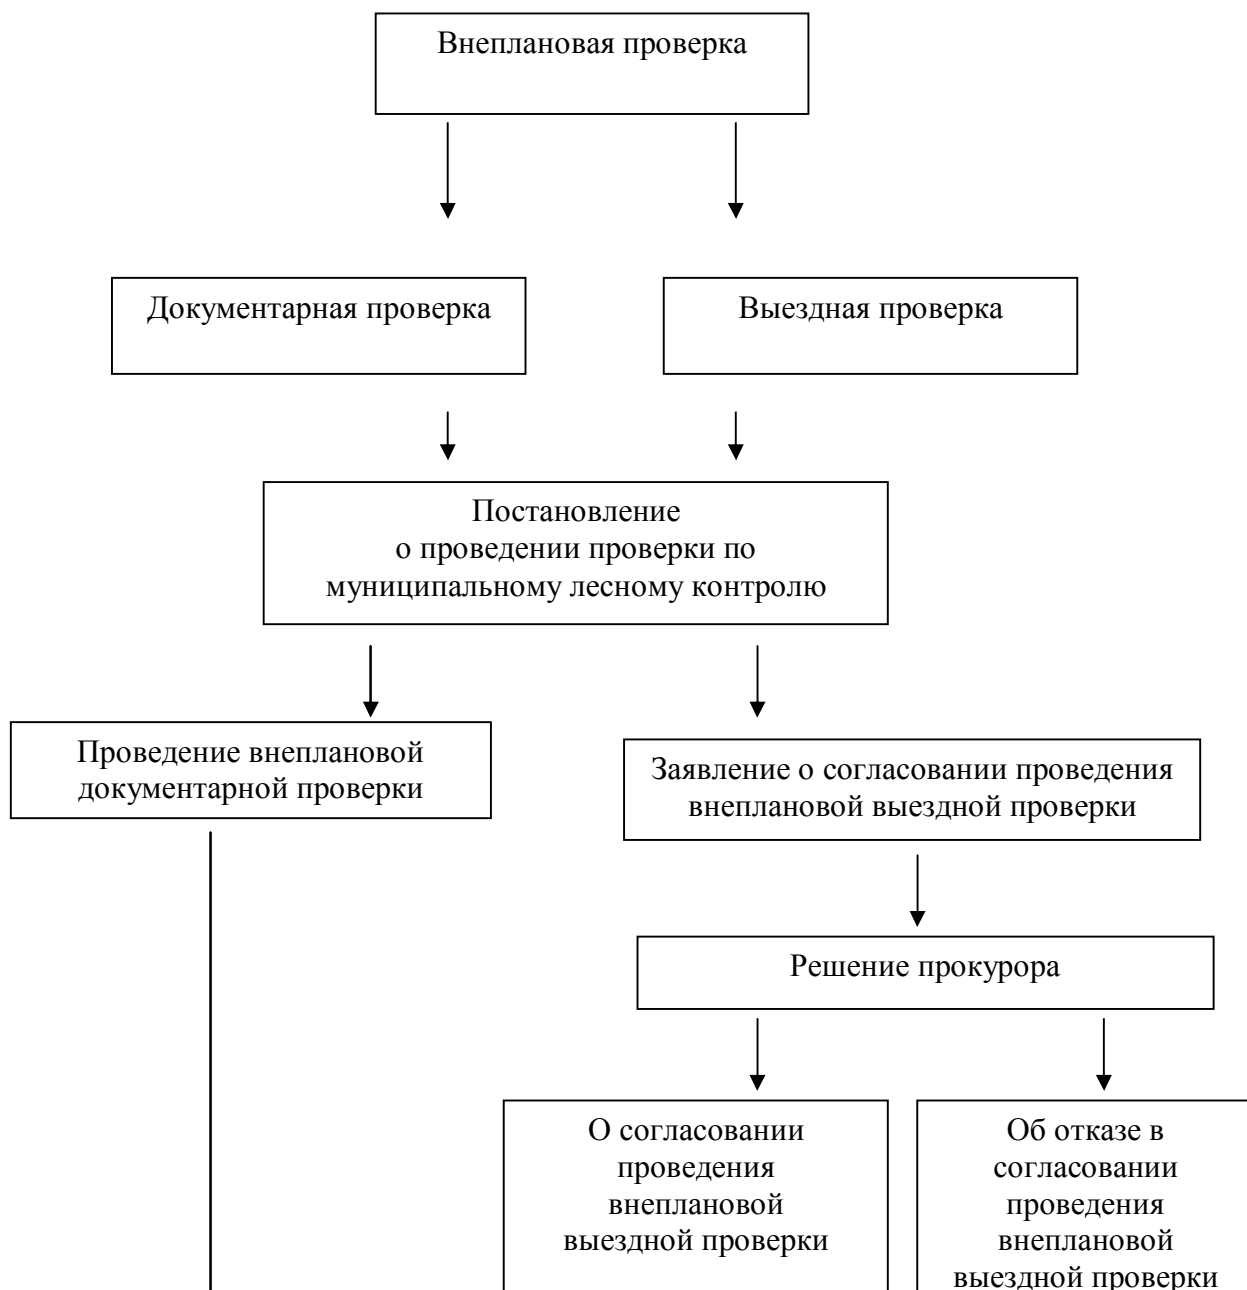 Внеплановая проверка
Документарная проверка
Выездная проверка
Постановление
о проведении проверки по
муниципальному лесному контролю
Проведение внеплановой
документарной проверки
Заявление о согласовании проведения
внеплановой выездной проверки
Решение прокурора
О согласовании
проведения
внеплановой
выездной проверки
Об отказе в
согласовании
проведения
внеплановой
выездной проверки